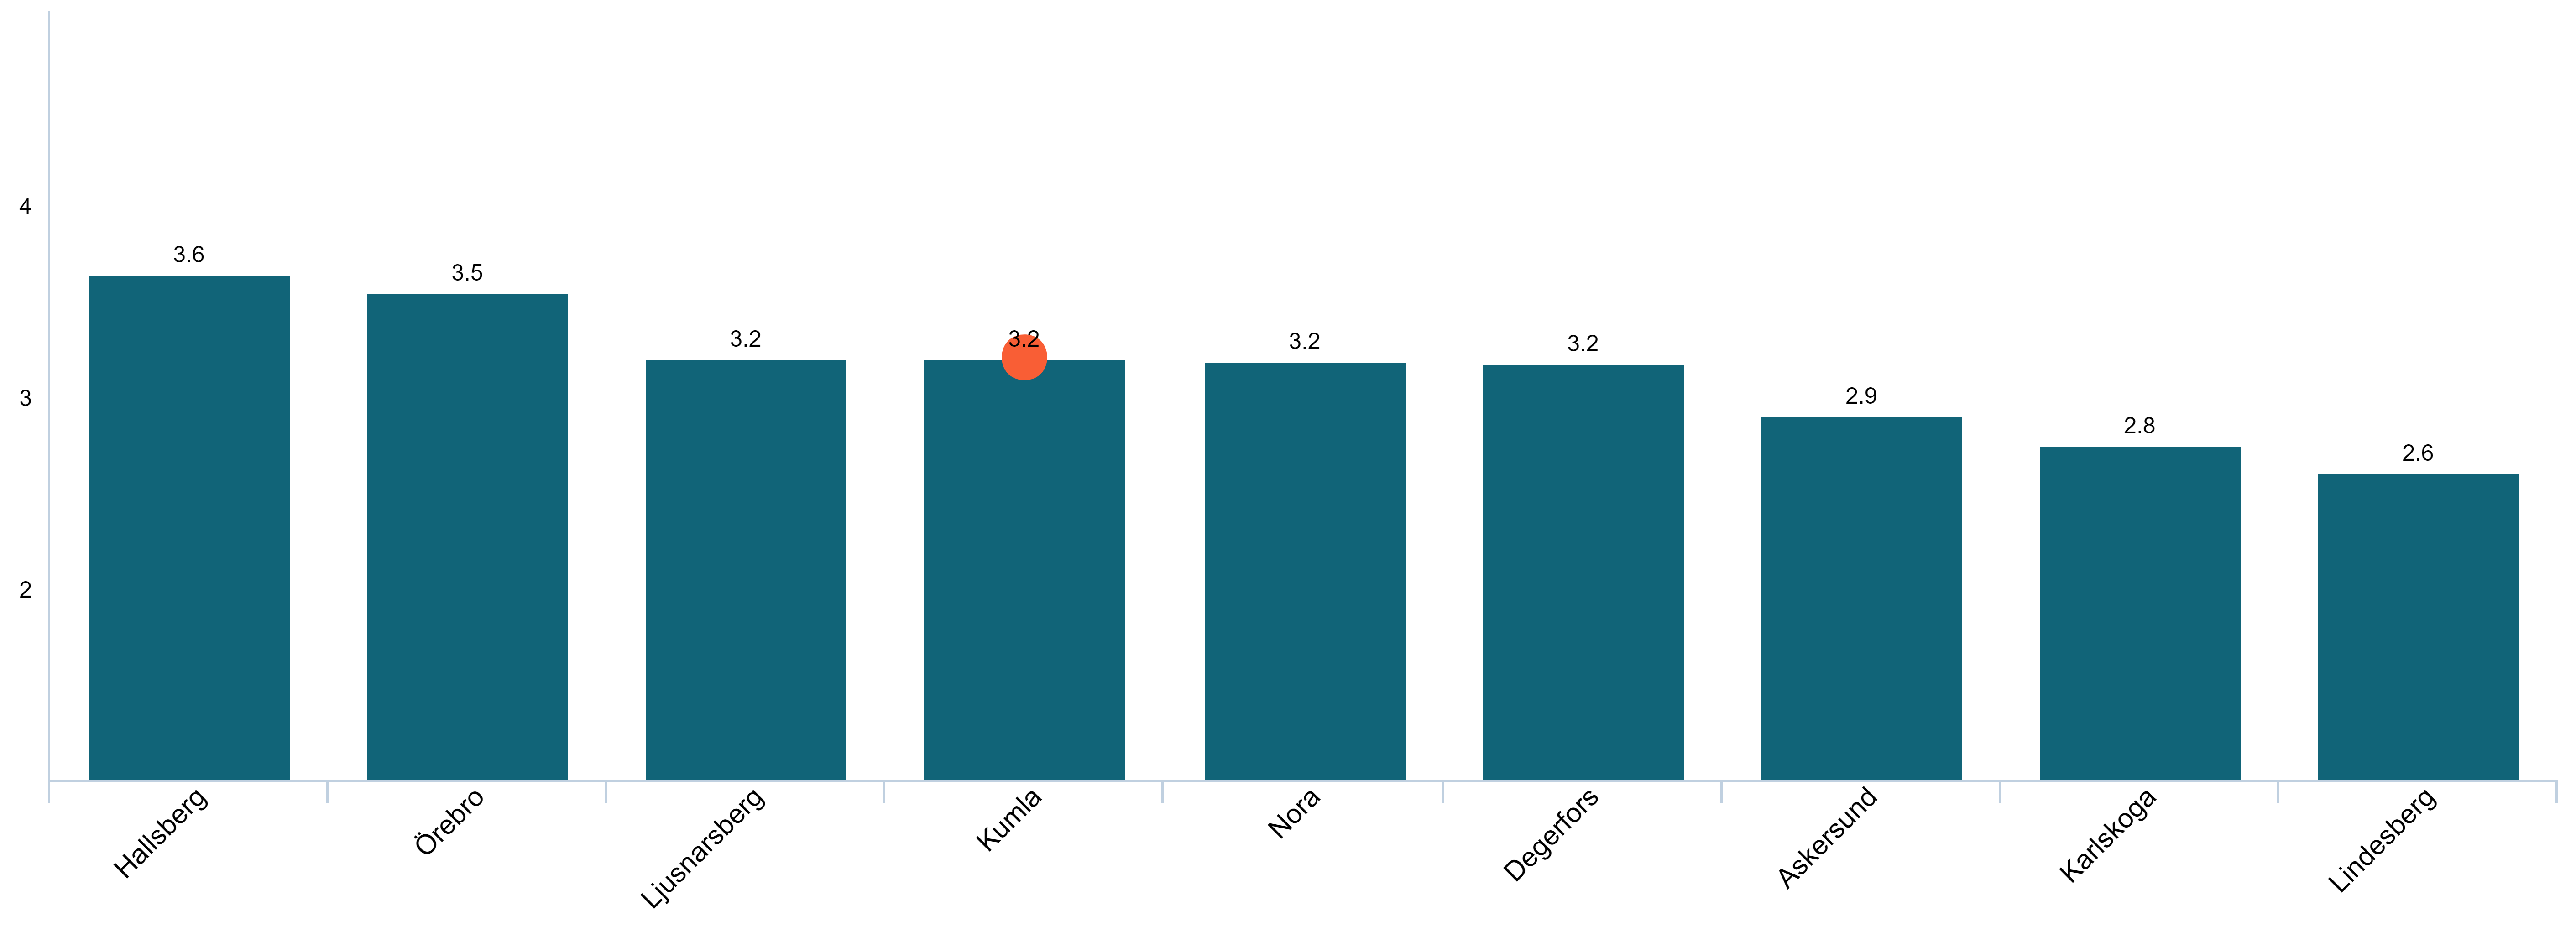 4
3
2
3.6
3.5
3.2
3.2
3.2
3.2
2.9
2.8
2.6
Hallsberg
Örebro
Ljusnarsberg
Kumla
Nora
Degerfors
Askersund
Karlskoga
Lindesberg